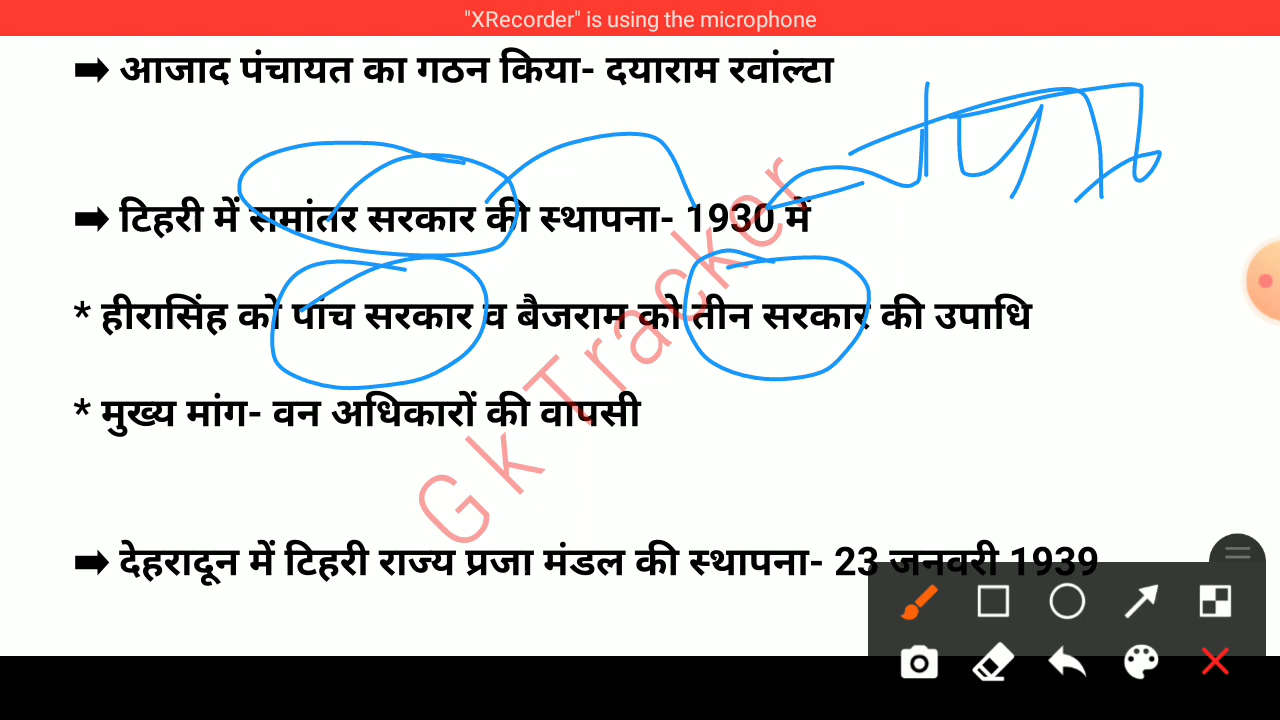 "XRecorder" is using the microphone
➡ आजाद पंचायत का गठन किया- दयाराम रवांल्टा
➡ टिहरी में समांतर सरकार की स्थापना- 1930 में
* हीरासिंह को पांच सरकार व बैजराम को तीन सरकार की उपाधि
* मुख्य मांग- वन अधिकारों की वापसी
Gk Tracker
➡ देहरादून में टिहरी राज्य प्रजा मंडल की स्थापना- 23 जनवरी 1939